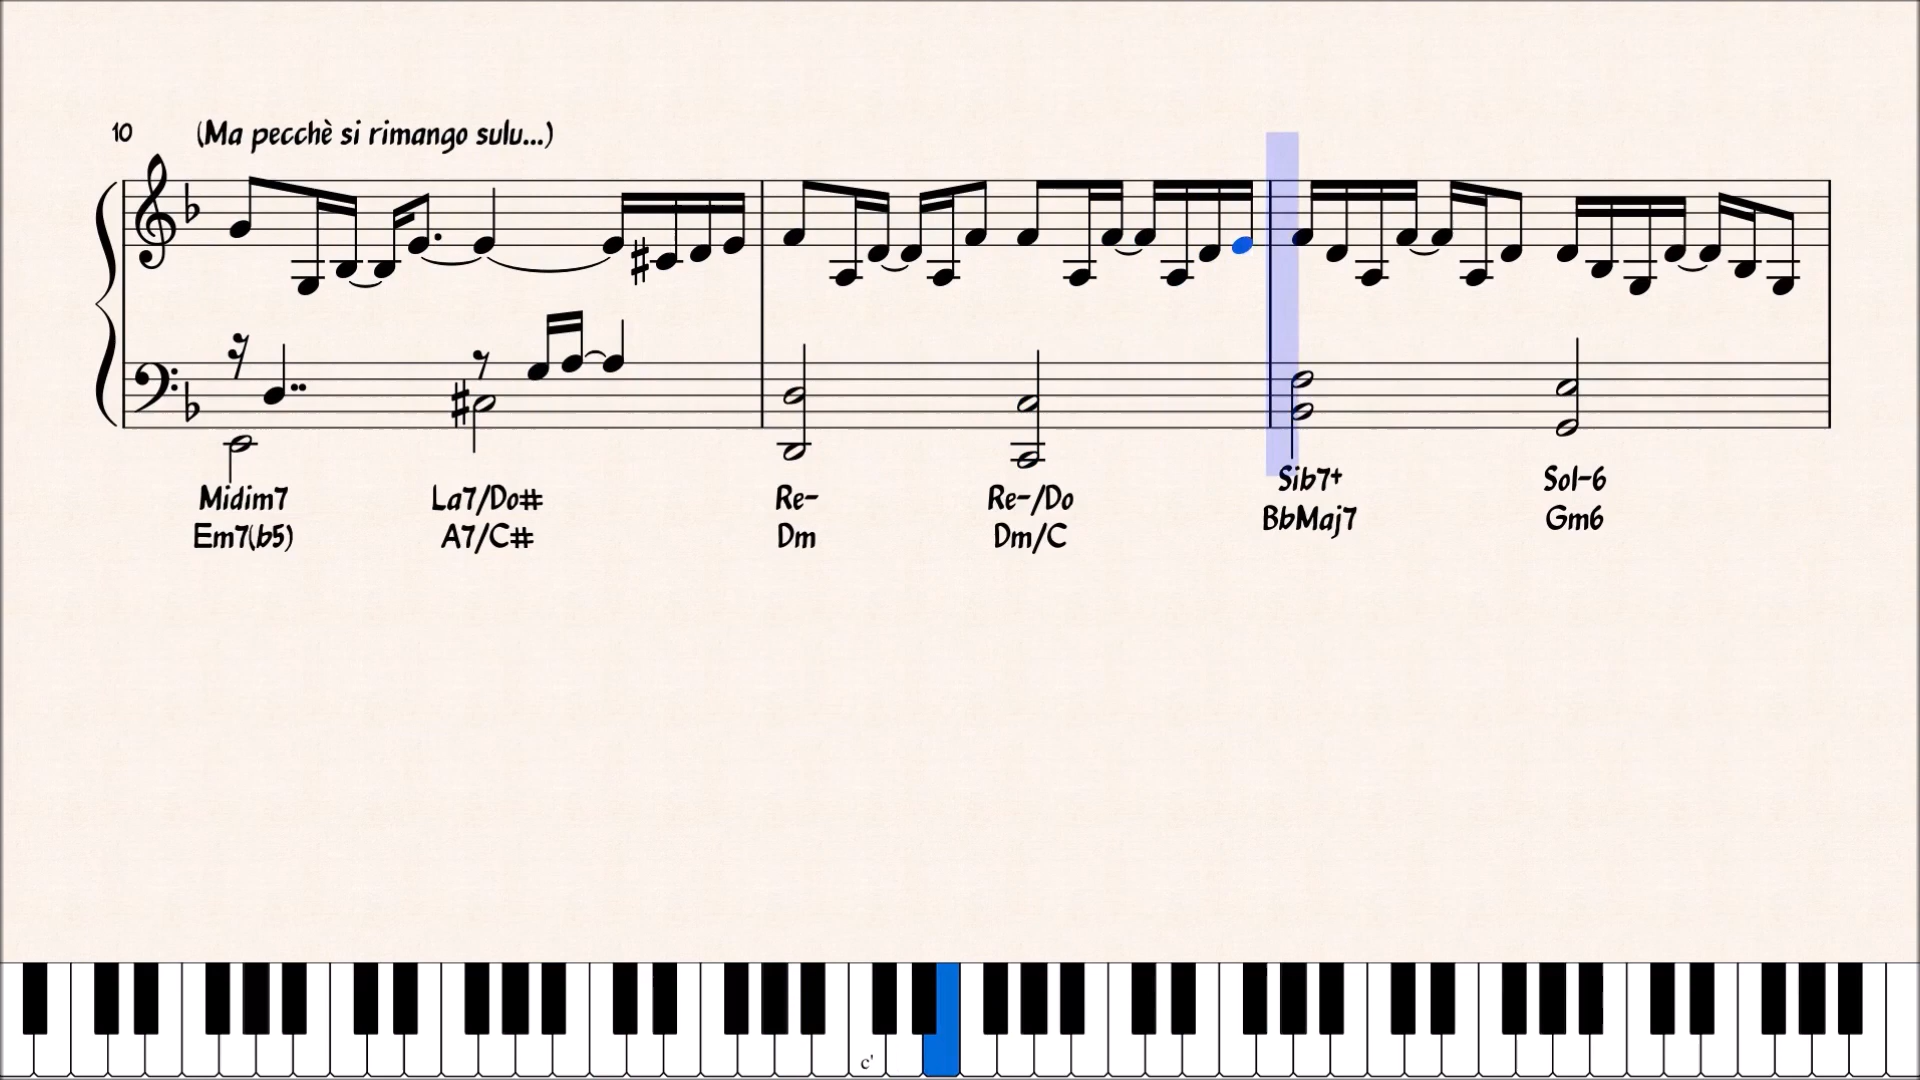 10 (Ma pecchè si rimango sulu...)
Midim7 La7/Do# Re- Re-/Do Sib7+ Sol-6
Em7(b5) A7/C# Dm Dm/C BbMaj7 Gm6
c'